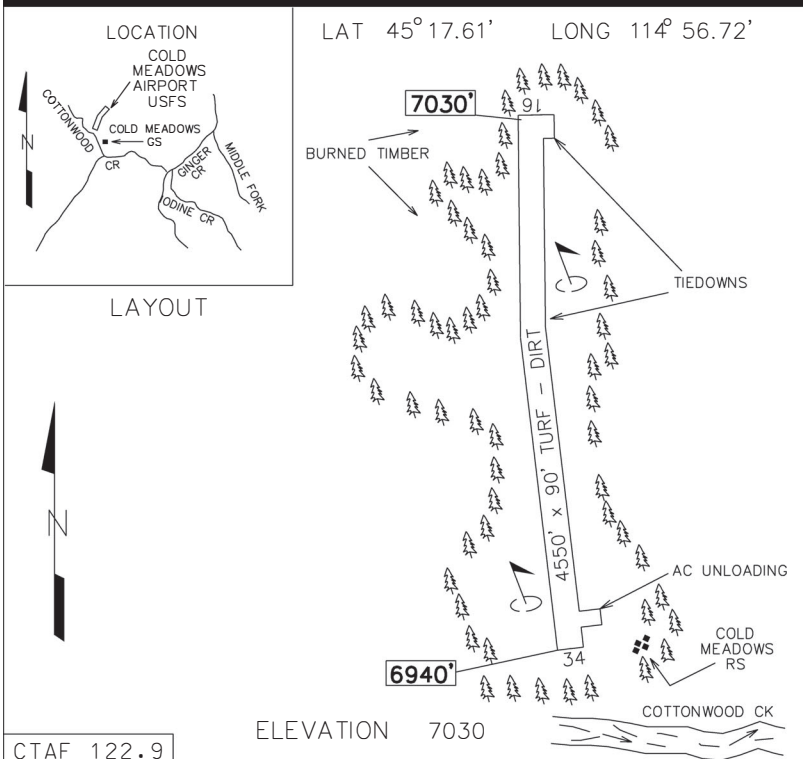 LOCATION
COLD
MEADOWS
AIRPORT
USFS
COTTONWOOD
CR
COLD MEADOWS
GS
GINGER
CR
MIDDLE FORK
IODINE CR
N
LAYOUT
N
LAT 45° 17.61' LONG 114° 56.72'
7030'
16
BURNED TIMBER
TIEDOWNS
4550' x 90' TURF - DIRT
AC UNLOADING
COLD
MEADOWS
RS
34
6940'
COTTONWOOD CK
ELEVATION 7030
CTAF 122.9